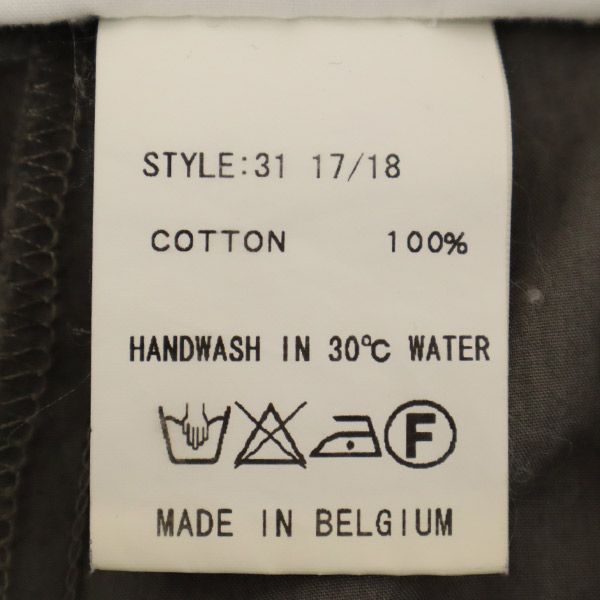 STYLE:31 17/18
COTTON 100%
HANDWASH IN 30℃ WATER
F
MADE IN BELGIUM